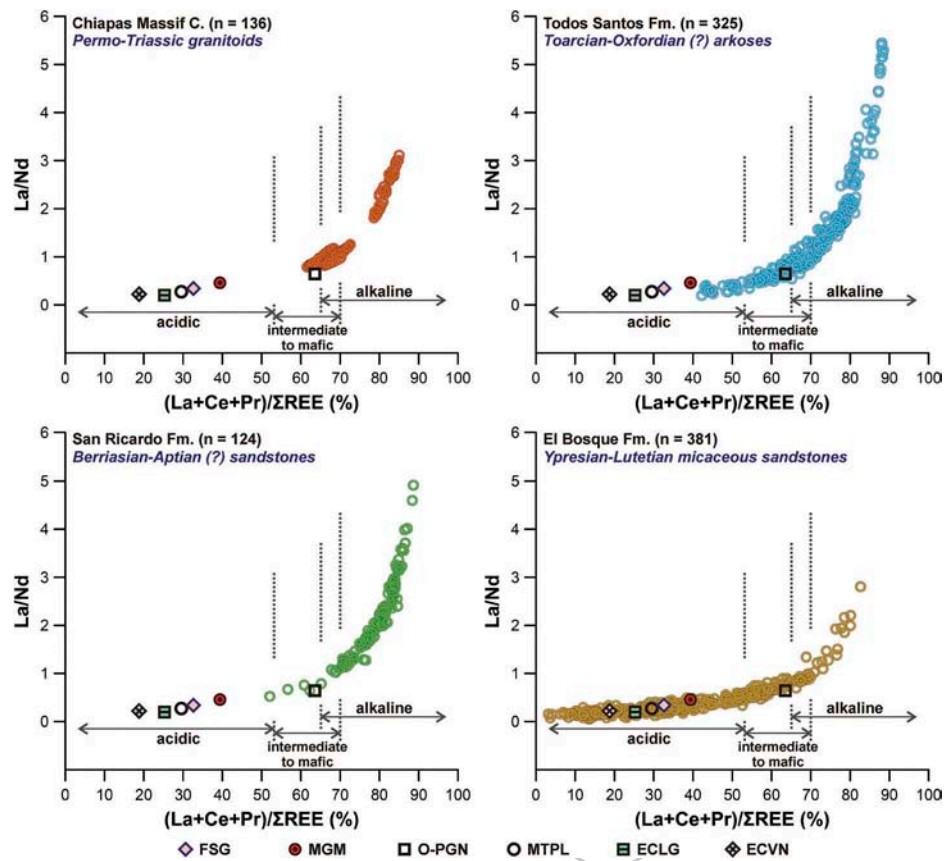 Chiapas Massif C. (n = 136)
Permo-Triassic granitoids
6
5
4
3
2
1
0
La/Nd
alkaline
acidic
intermediate
to mafic
0 10 20 30 40 50 60 70 80 90 100
(La+Ce+Pr)/ΣREE (%)
Todos Santos Fm. (n = 325)
Toarcian-Oxfordian (?) arkoses
6
5
4
3
2
1
0
La/Nd
alkaline
acidic
intermediate
to mafic
0 10 20 30 40 50 60 70 80 90 100
(La+Ce+Pr)/ΣREE (%)
San Ricardo Fm. (n = 124)
Berriasian-Aptian (?) sandstones
6
5
4
3
2
1
0
La/Nd
alkaline
acidic
intermediate
to mafic
0 10 20 30 40 50 60 70 80 90 100
(La+Ce+Pr)/ΣREE (%)
El Bosque Fm. (n = 381)
Ypresian-Lutetian micaceous sandstones
6
5
4
3
2
1
0
La/Nd
alkaline
acidic
intermediate
to mafic
0 10 20 30 40 50 60 70 80 90 100
(La+Ce+Pr)/ΣREE (%)
FSG MGM O-PGN MTPL ECLG ECVN